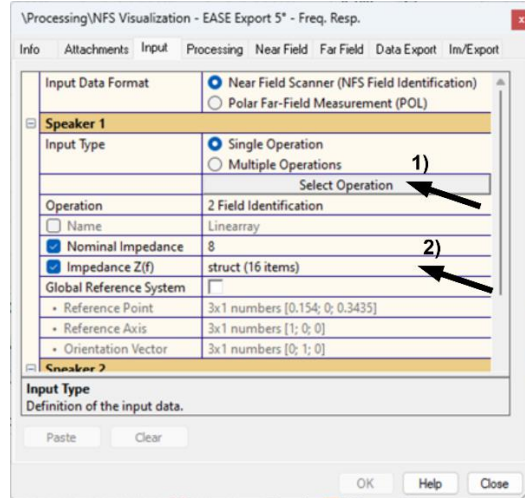 \Processing\NFS Visualization - EASE Export 5* - Freq. Resp.
x
Info Attachments Input Processing Near Field Far Field Data Export Im/Export
Input Data Format Near Field Scanner (NFS Field Identification)
Polar Far-Field Measurement (POL)
Speaker 1
Input Type Single Operation
Multiple Operations
1)
Select Operation
Operation 2 Field Identification
Name Linearray
Nominal Impedance 8
2)
Impedance Z(f) struct (16 items)
Global Reference System
• Reference Point 3x1 numbers [0.154; 0; 0.3435]
• Reference Axis 3x1 numbers [1; 0; 0]
• Orientation Vector 3x1 numbers [0; 1; 0]
Speaker 2
Input Type
Definition of the input data.
Paste Clear
OK Help Close